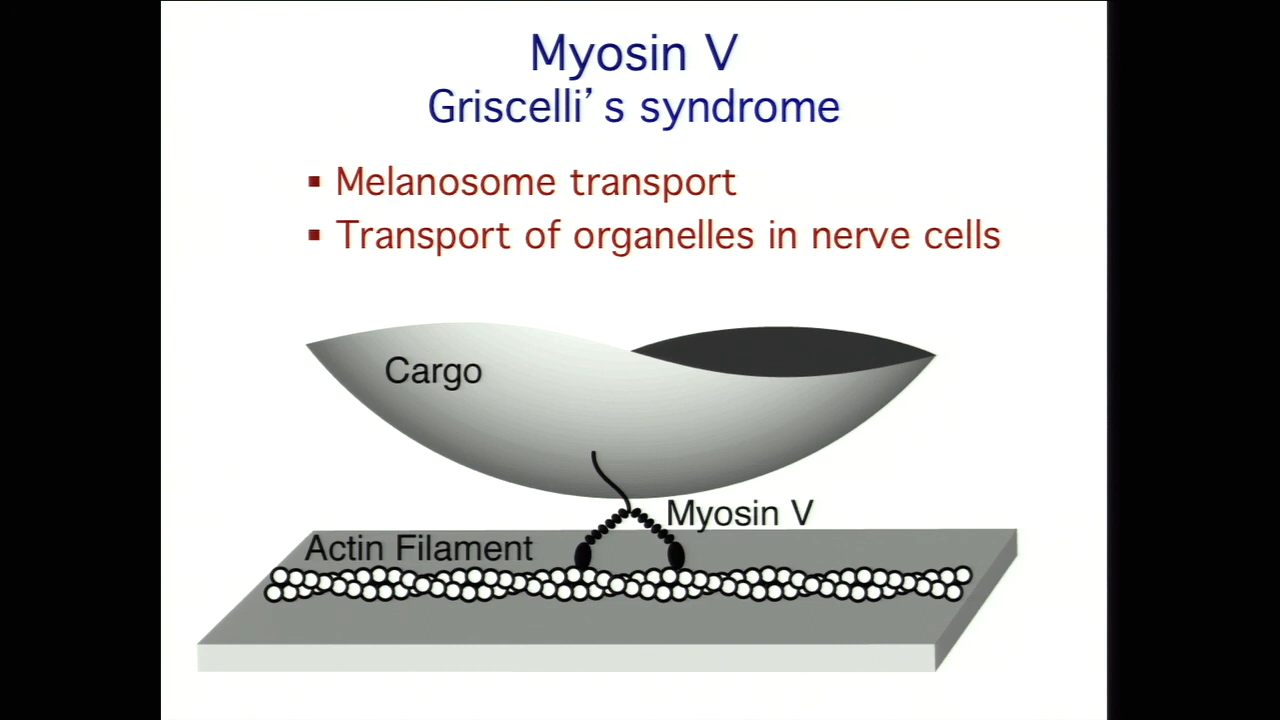 Myosin V
Griscelli’s syndrome
▪ Melanosome transport
▪ Transport of organelles in nerve cells
Cargo
Myosin V
Actin Filament